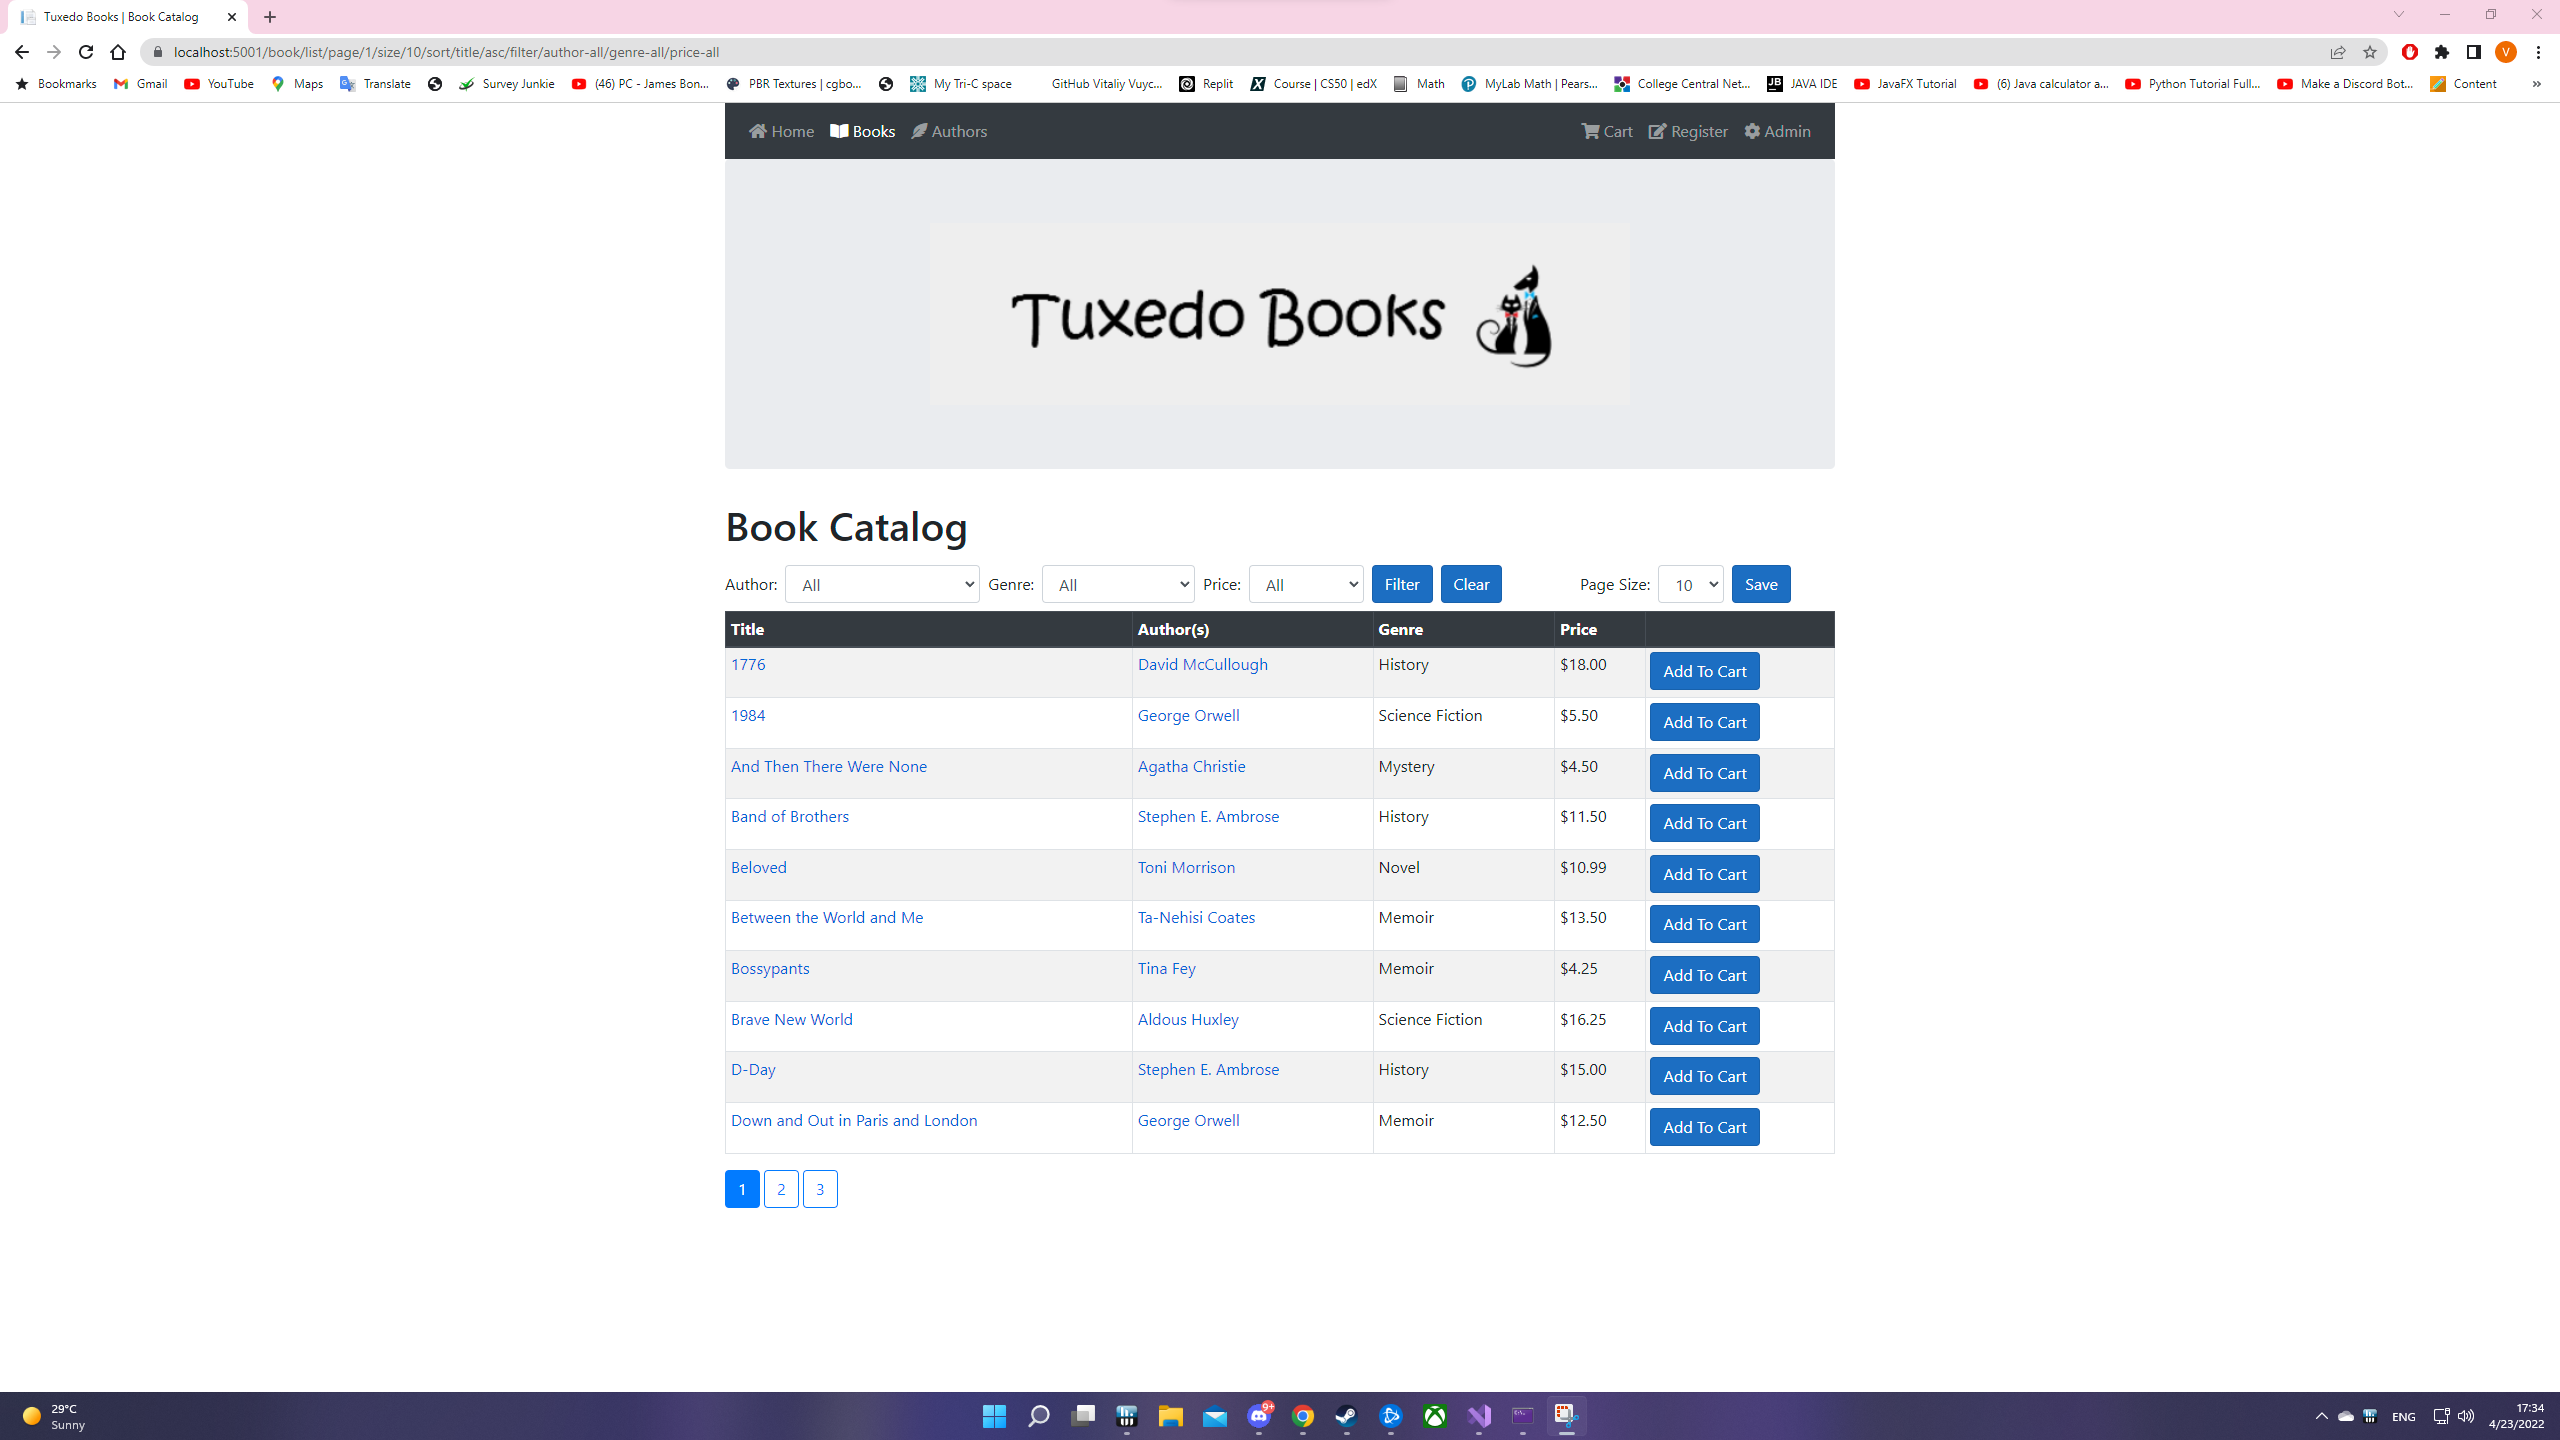 Tuxedo Books | Book Catalog
localhost:5001/book/list/page/1/size/10/sort/title/asc/filter/author-all/genre-all/price-all
V
Bookmarks Gmail YouTube Maps Translate Survey Junkie (46) PC - James Bon... PBR Textures | cgbo... My Tri-C space GitHub Vitaliy Vuyc... Replit Course | CS50 | edX Math MyLab Math | Pears... College Central Net... JAVA IDE JavaFX Tutorial (6) Java calculator a... Python Tutorial Full... Make a Discord Bot... Content »
Home Books Authors Cart Register Admin
Tuxedo Books
Book Catalog
Author: All Genre: All Price: All Filter Clear Page Size: 10 Save
Title Author(s) Genre Price
1776 David McCullough History $18.00 Add To Cart
1984 George Orwell Science Fiction $5.50 Add To Cart
And Then There Were None Agatha Christie Mystery $4.50 Add To Cart
Band of Brothers Stephen E. Ambrose History $11.50 Add To Cart
Beloved Toni Morrison Novel $10.99 Add To Cart
Between the World and Me Ta-Nehisi Coates Memoir $13.50 Add To Cart
Bossypants Tina Fey Memoir $4.25 Add To Cart
Brave New World Aldous Huxley Science Fiction $16.25 Add To Cart
D-Day Stephen E. Ambrose History $15.00 Add To Cart
Down and Out in Paris and London George Orwell Memoir $12.50 Add To Cart
1 2 3
29°C
Sunny
9+
ENG
17:34
4/23/2022